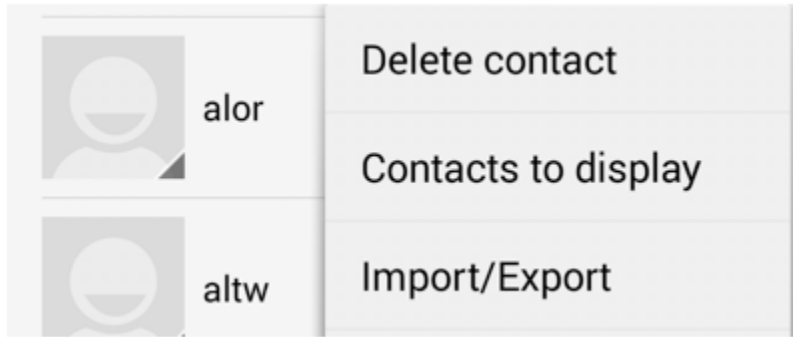 alor
altw
Delete contact
Contacts to display
Import/Export